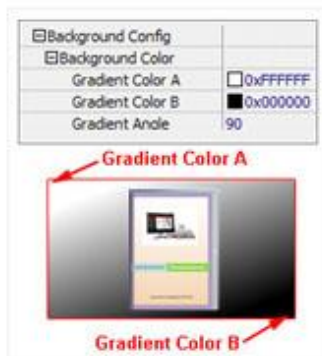 Background Config
Background Color
Gradient Color A 0xFFFFFF
Gradient Color B 0x000000
Gradient Angle 90
Gradient Color A
Gradient Color B